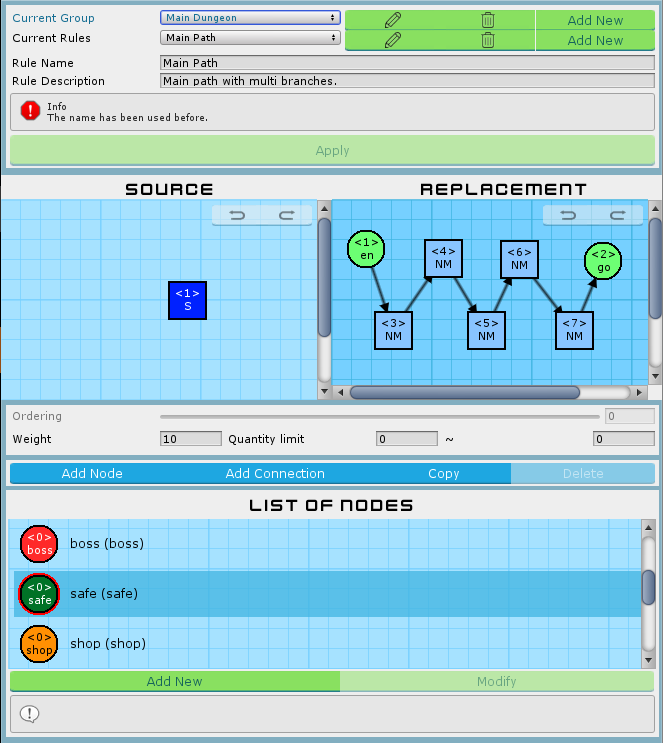 Current Group Main Dungeon Add New
Current Rules Main Path Add New
Rule Name Main Path
Rule Description Main path with multi branches.
Info
The name has been used before.
Apply
SOURCE REPLACEMENT
<1>
S
<1>
en
<4>
NM
<6>
NM
<2>
go
<3>
NM
<5>
NM
<7>
NM
Ordering 0
Weight 10 Quantity limit 0 ~ 0
Add Node Add Connection Copy Delete
LIST OF NODES
<0>
boss
boss (boss)
<0>
safe
safe (safe)
<0>
shop
shop (shop)
Add New Modify